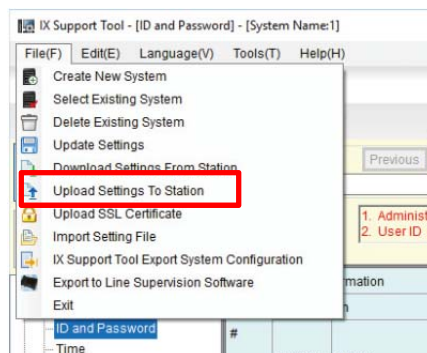 IX Support Tool - [ID and Password] - [System Name:1]
File(F) Edit(E) Language(V) Tools(T) Help(H)
Create New System
Select Existing System
Delete Existing System
Update Settings
Download Settings From Station
Previous
Upload Settings To Station
Upload SSL Certificate
1. Administ
Import Setting File
2. User ID
IX Support Tool Export System Configuration
Export to Line Supervision Software
rmation
Exit
ID and Password
#
Time